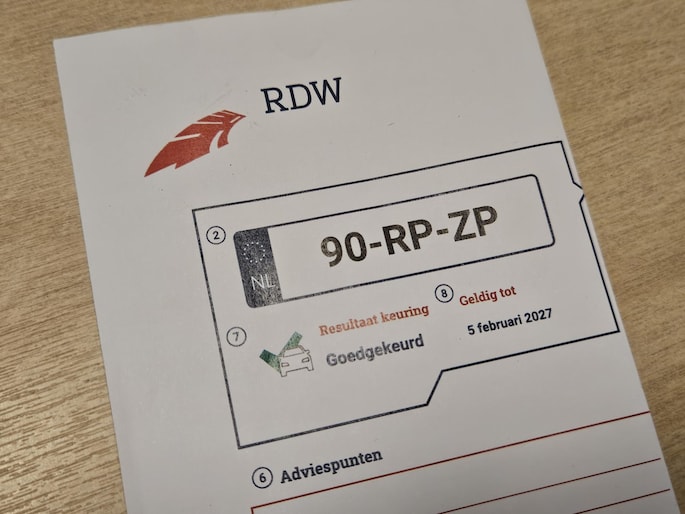 RDW
2
NL
90-RP-ZP
7
Resultaat keuring
Goedgekeurd
8
Geldig tot
5 februari 2027
6 Adviespunten